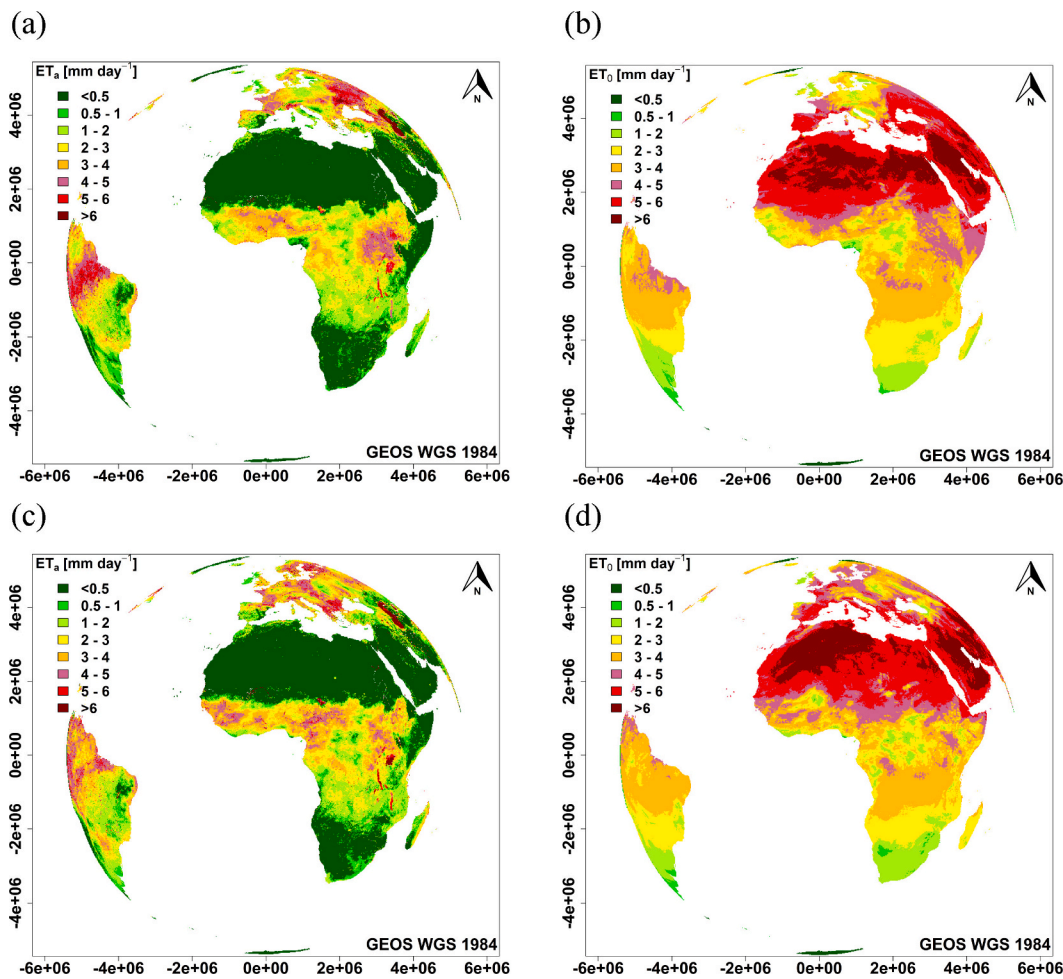 (a)
ETa [mm day−1]
<0.5
0.5 - 1
1 - 2
2 - 3
3 - 4
4 - 5
5 - 6
>6
N
4e+06
2e+06
0e+00
-2e+06
-4e+06
GEOS WGS 1984
-6e+06 -4e+06 -2e+06 0e+00 2e+06 4e+06 6e+06
(b)
ET0 [mm day−1]
<0.5
0.5 - 1
1 - 2
2 - 3
3 - 4
4 - 5
5 - 6
>6
N
4e+06
2e+06
0e+00
-2e+06
-4e+06
GEOS WGS 1984
-6e+06 -4e+06 -2e+06 0e+00 2e+06 4e+06 6e+06
(c)
ETa [mm day−1]
<0.5
0.5 - 1
1 - 2
2 - 3
3 - 4
4 - 5
5 - 6
>6
N
4e+06
2e+06
0e+00
-2e+06
-4e+06
GEOS WGS 1984
-6e+06 -4e+06 -2e+06 0e+00 2e+06 4e+06 6e+06
(d)
ET0 [mm day−1]
<0.5
0.5 - 1
1 - 2
2 - 3
3 - 4
4 - 5
5 - 6
>6
N
4e+06
2e+06
0e+00
-2e+06
-4e+06
GEOS WGS 1984
-6e+06 -4e+06 -2e+06 0e+00 2e+06 4e+06 6e+06